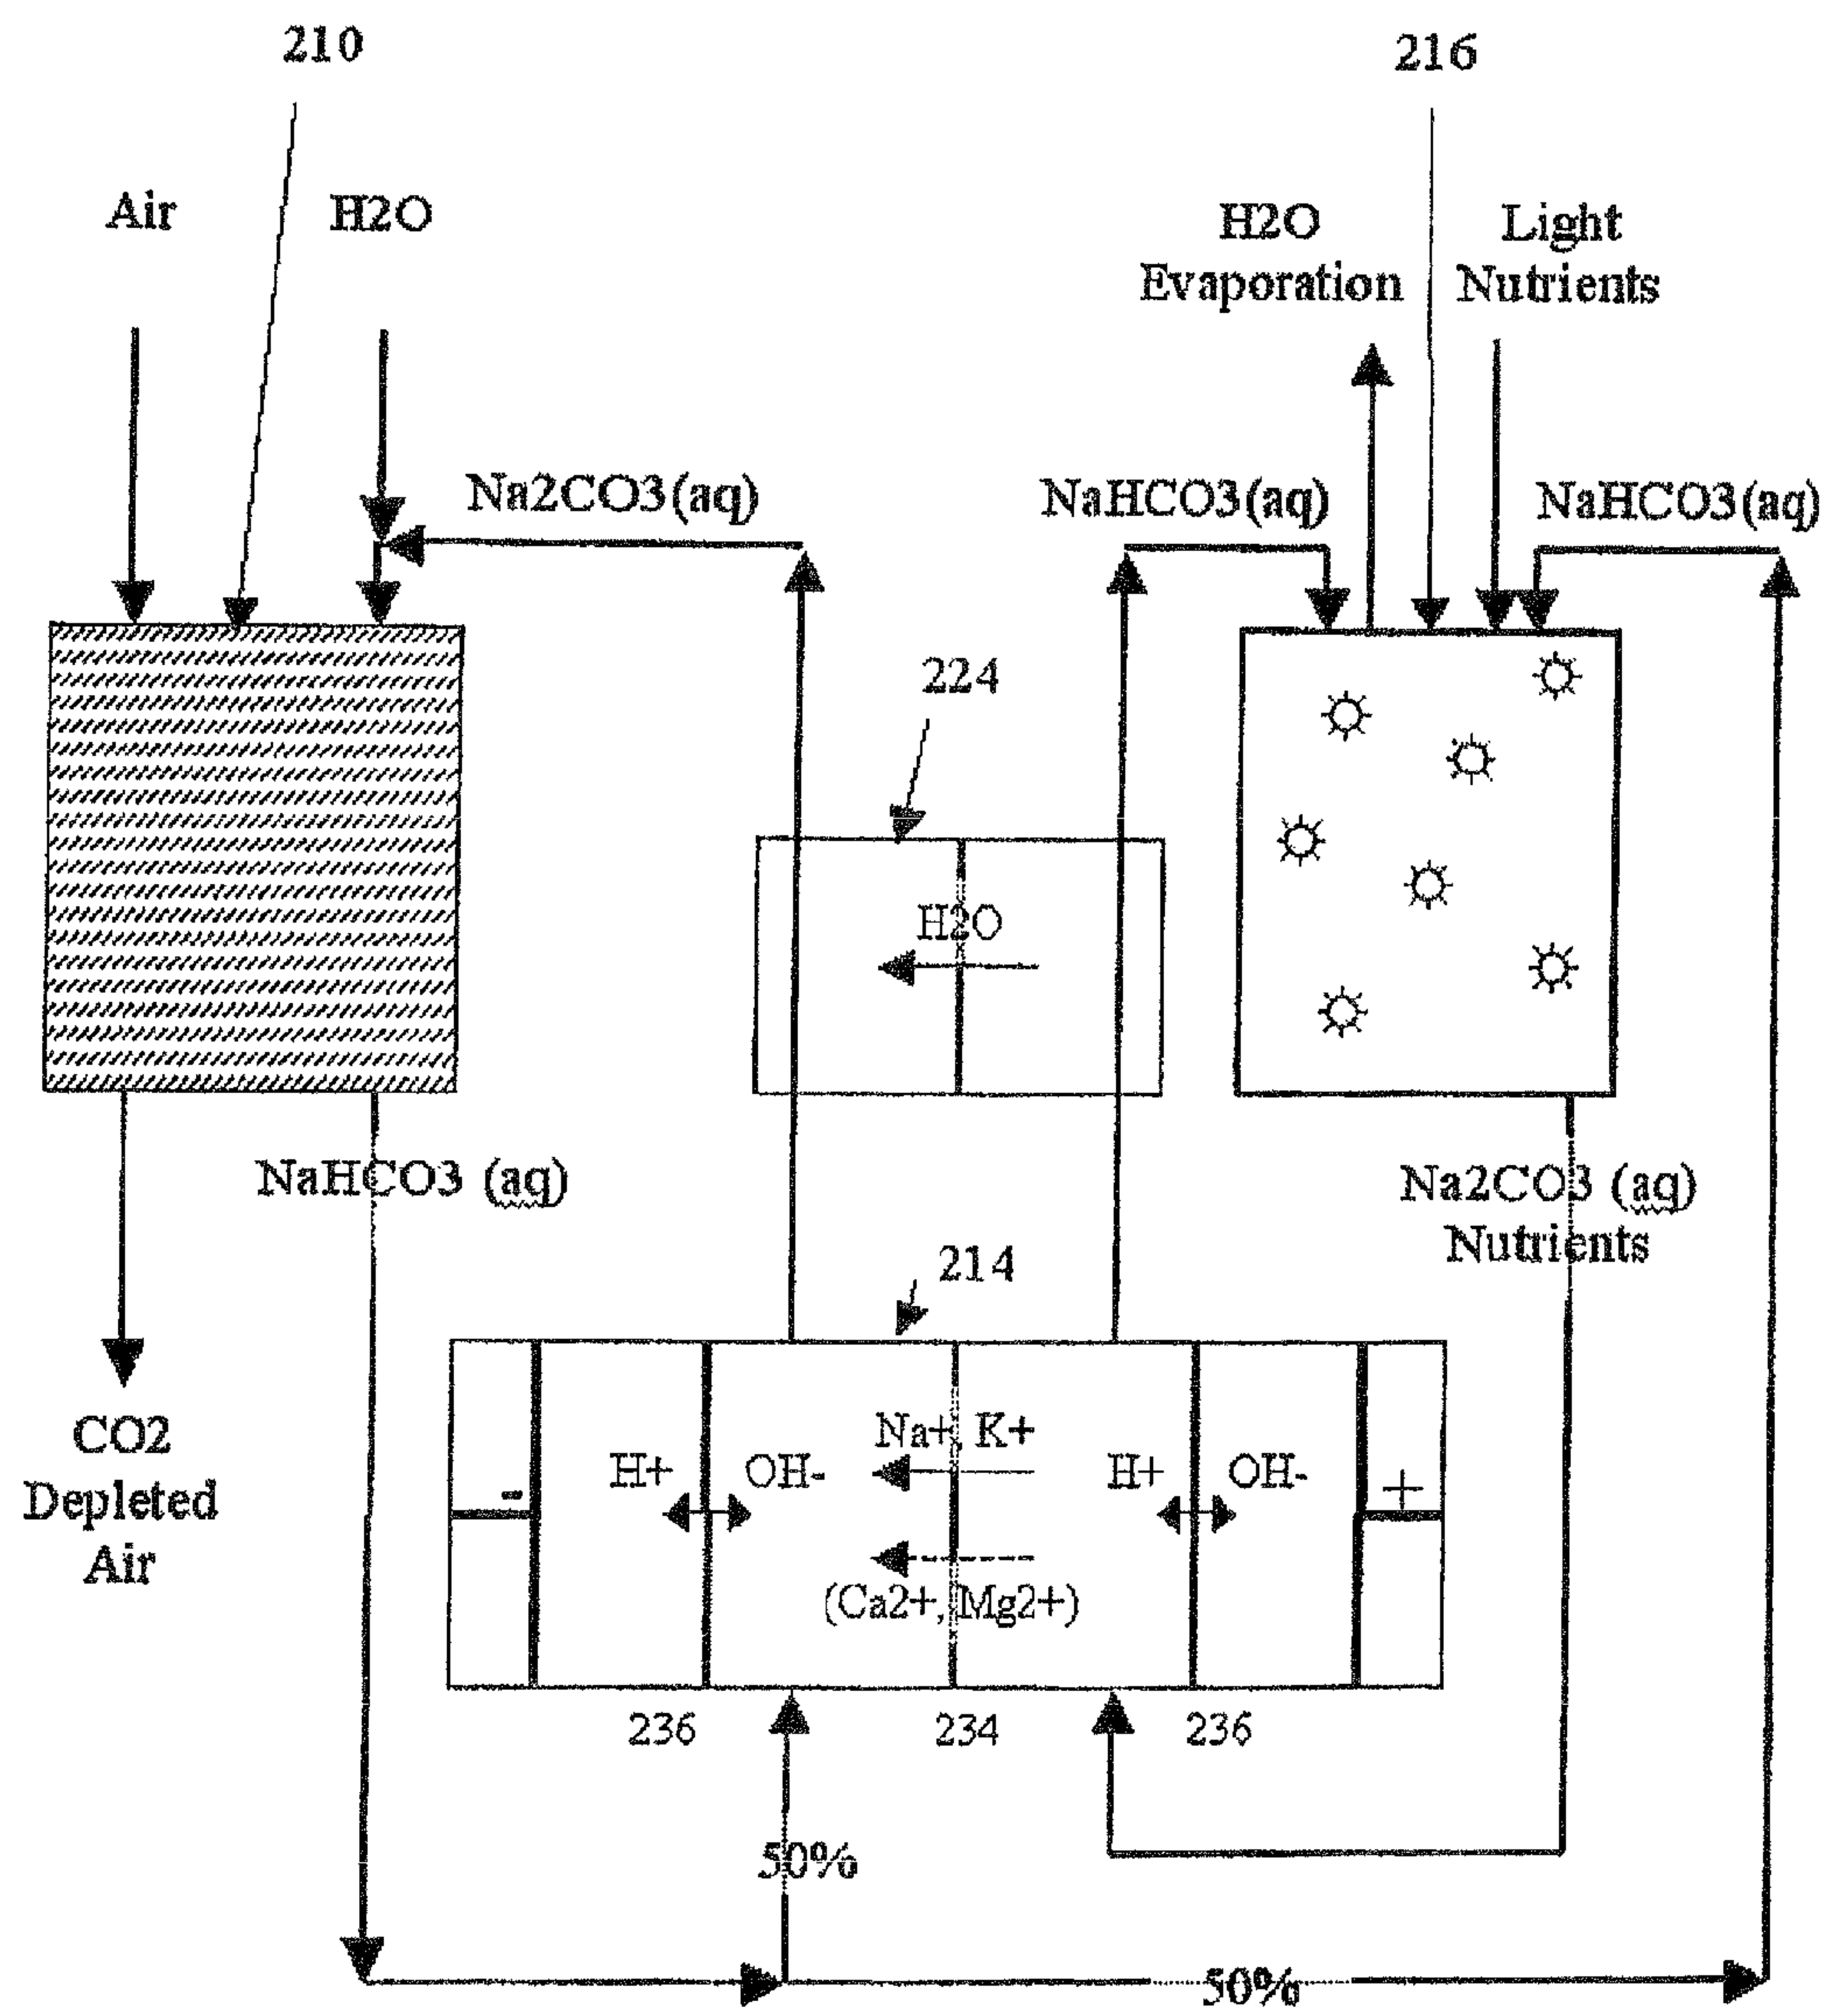 210
216
Air
H2O
H2O
Evaporation
Light
Nutrients
Na2CO3(aq)
NaHCO3(aq)
NaHCO3(aq)
224
H2O
NaHCO3 (aq)
Na2CO3 (aq)
Nutrients
214
CO2
Depleted
Air
-
H+
OH-
Na+, K+
(Ca2+, Mg2+)
H+
OH-
+
236
234
236
50%
50%